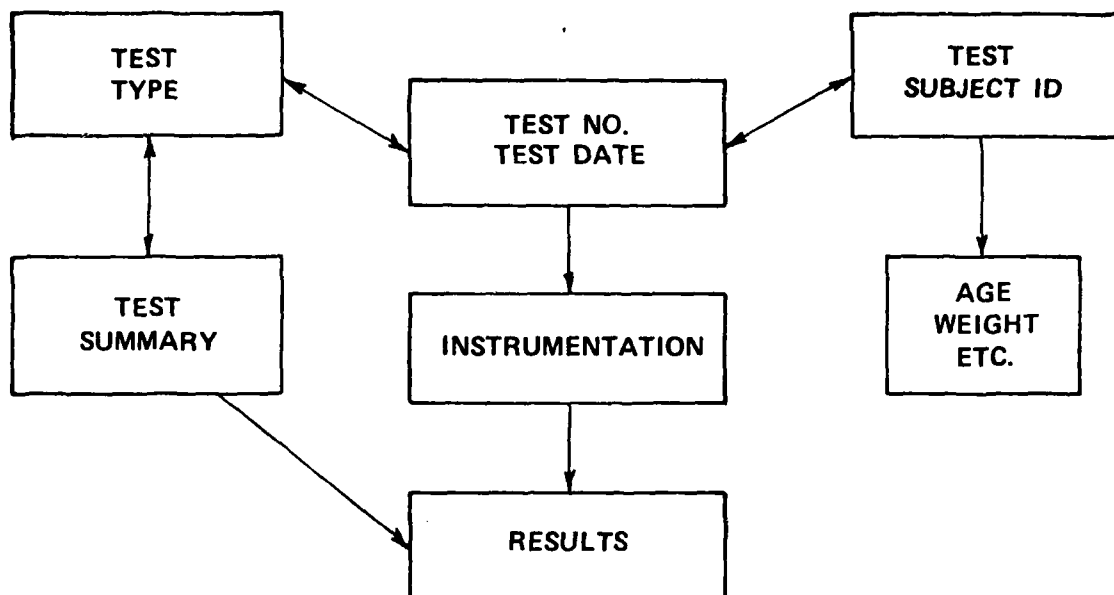 TEST
TYPE
TEST NO.
TEST DATE
TEST
SUBJECT ID
TEST
SUMMARY
INSTRUMENTATION
AGE
WEIGHT
ETC.
RESULTS